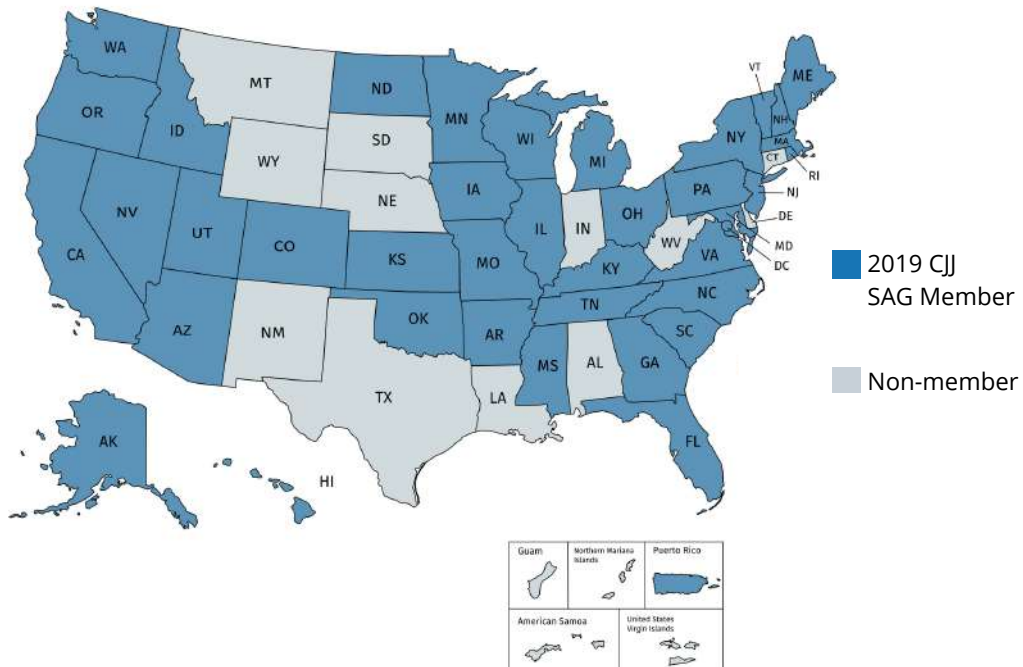 WA
MT
ND
MN
OR
ID
SD
WI
MI
NY
VT
NH
ME
MA
CT
RI
WY
IA
NE
PA
NJ
NV
UT
CO
IL
IN
OH
DE
WV
MD
DC
VA
CA
KS
MO
KY
AZ
NM
OK
AR
TN
NC
SC
TX
LA
MS
AL
GA
FL
AK
HI
2019 CJJ
SAG Member
Non-member
Guam
Northern Mariana
Islands
Puerto Rico
American Samoa
United States
Virgin Islands